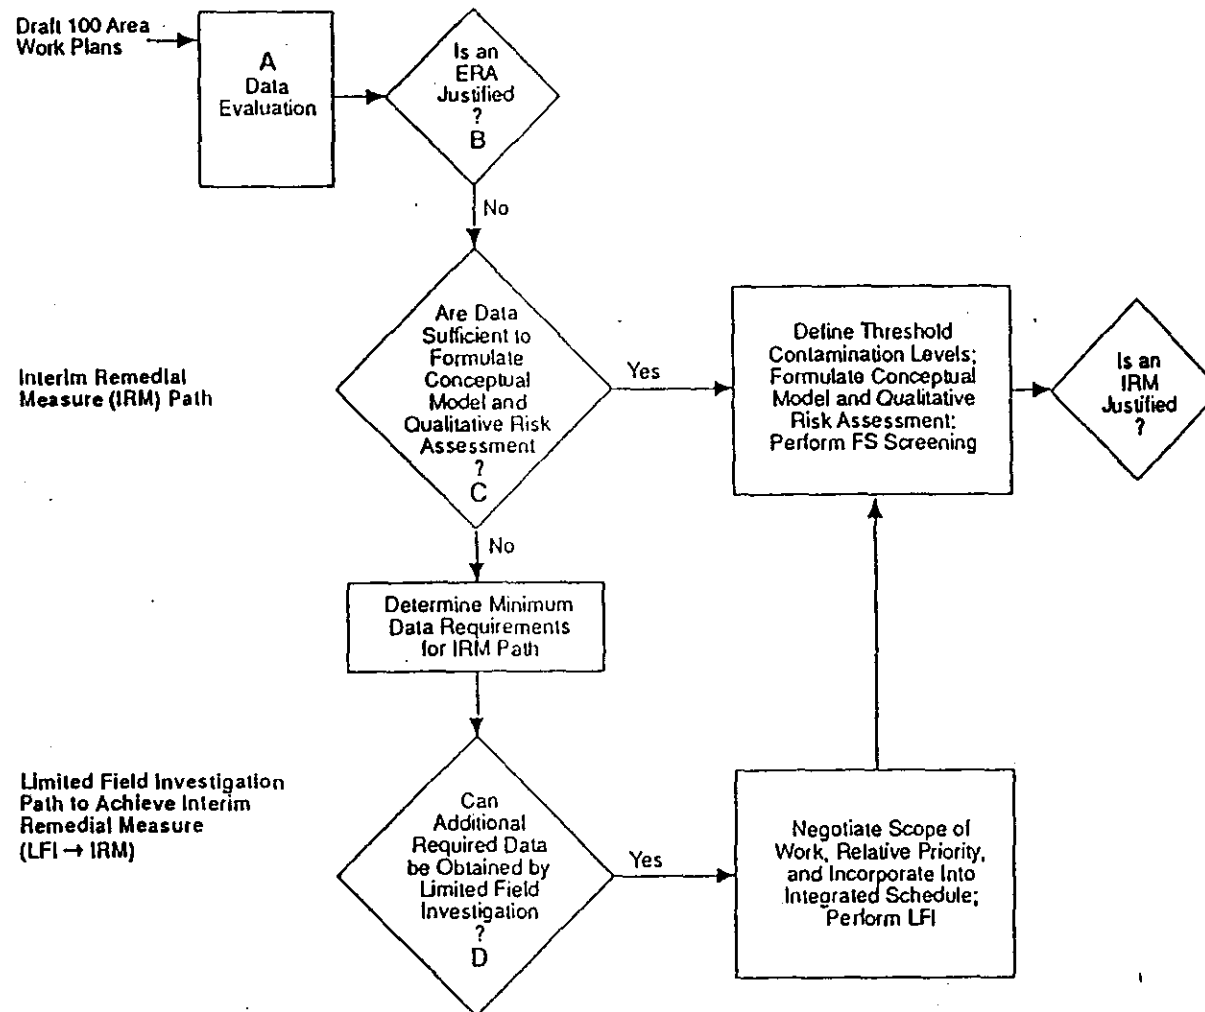 Draft 100 Area
Work Plans
A
Data
Evaluation
Is an
ERA
Justified
?
B
No
Interim Remedial
Measure (IRM) Path
Are Data
Sufficient to
Formulate
Conceptual
Model and
Qualitative Risk
Assessment
?
C
Yes
Define Threshold
Contamination Levels;
Formulate Conceptual
Model and Qualitative
Risk Assessment;
Perform FS Screening
Is an
IRM
Justified
?
No
Determine Minimum
Data Requirements
for IRM Path
Limited Field Investigation
Path to Achieve Interim
Remedial Measure
(LFI → IRM)
Can
Additional
Required Data
be Obtained by
Limited Field
Investigation
?
D
Yes
Negotiate Scope of
Work, Relative Priority,
and Incorporate Into
Integrated Schedule;
Perform LFI